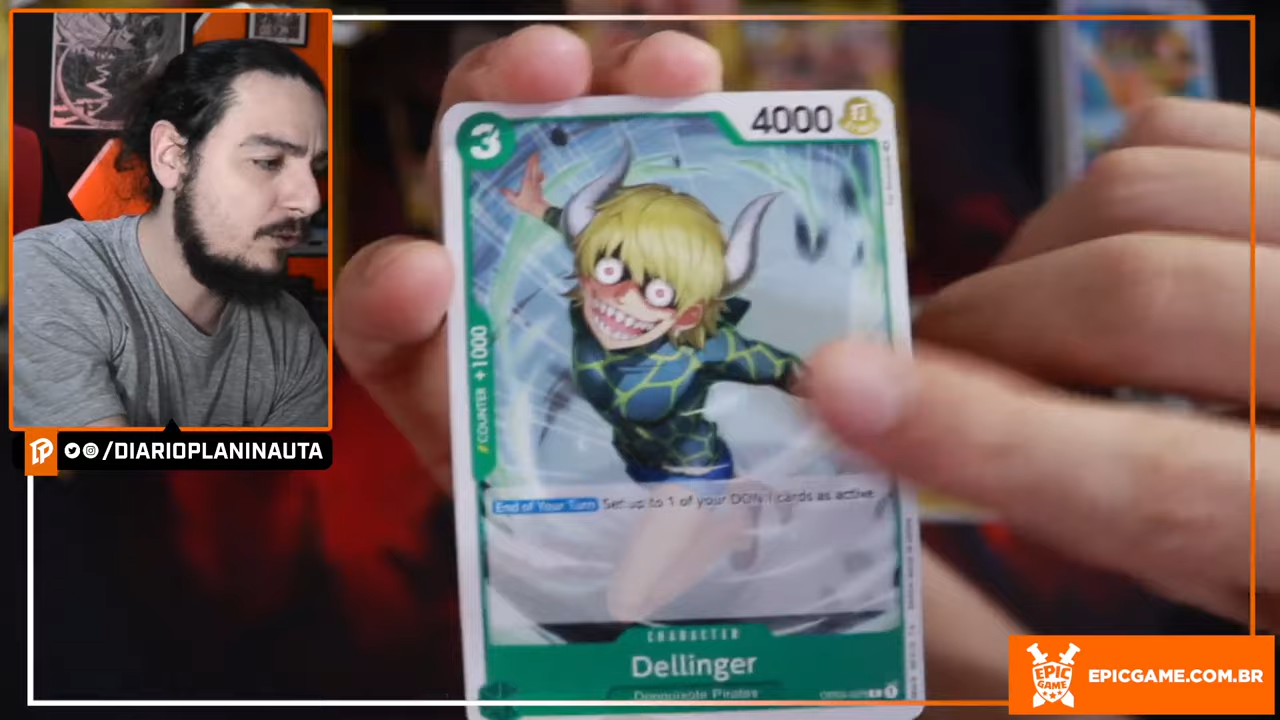 3
4000
COUNTER +1000
End of Your Turn Set up to 1 of your DON!! cards as active.
CHARACTER
Dellinger
Donquixote Pirates
/DIARIOPLANINAUTA
EPIC
GAME
EPICGAME.COM.BR